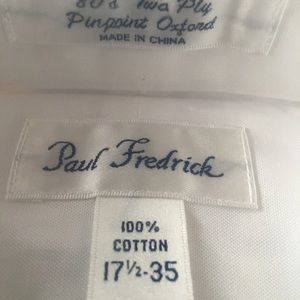 80's Two Ply
Pinpoint Oxford
MADE IN CHINA
Paul Fredrick
100%
COTTON
17½-35